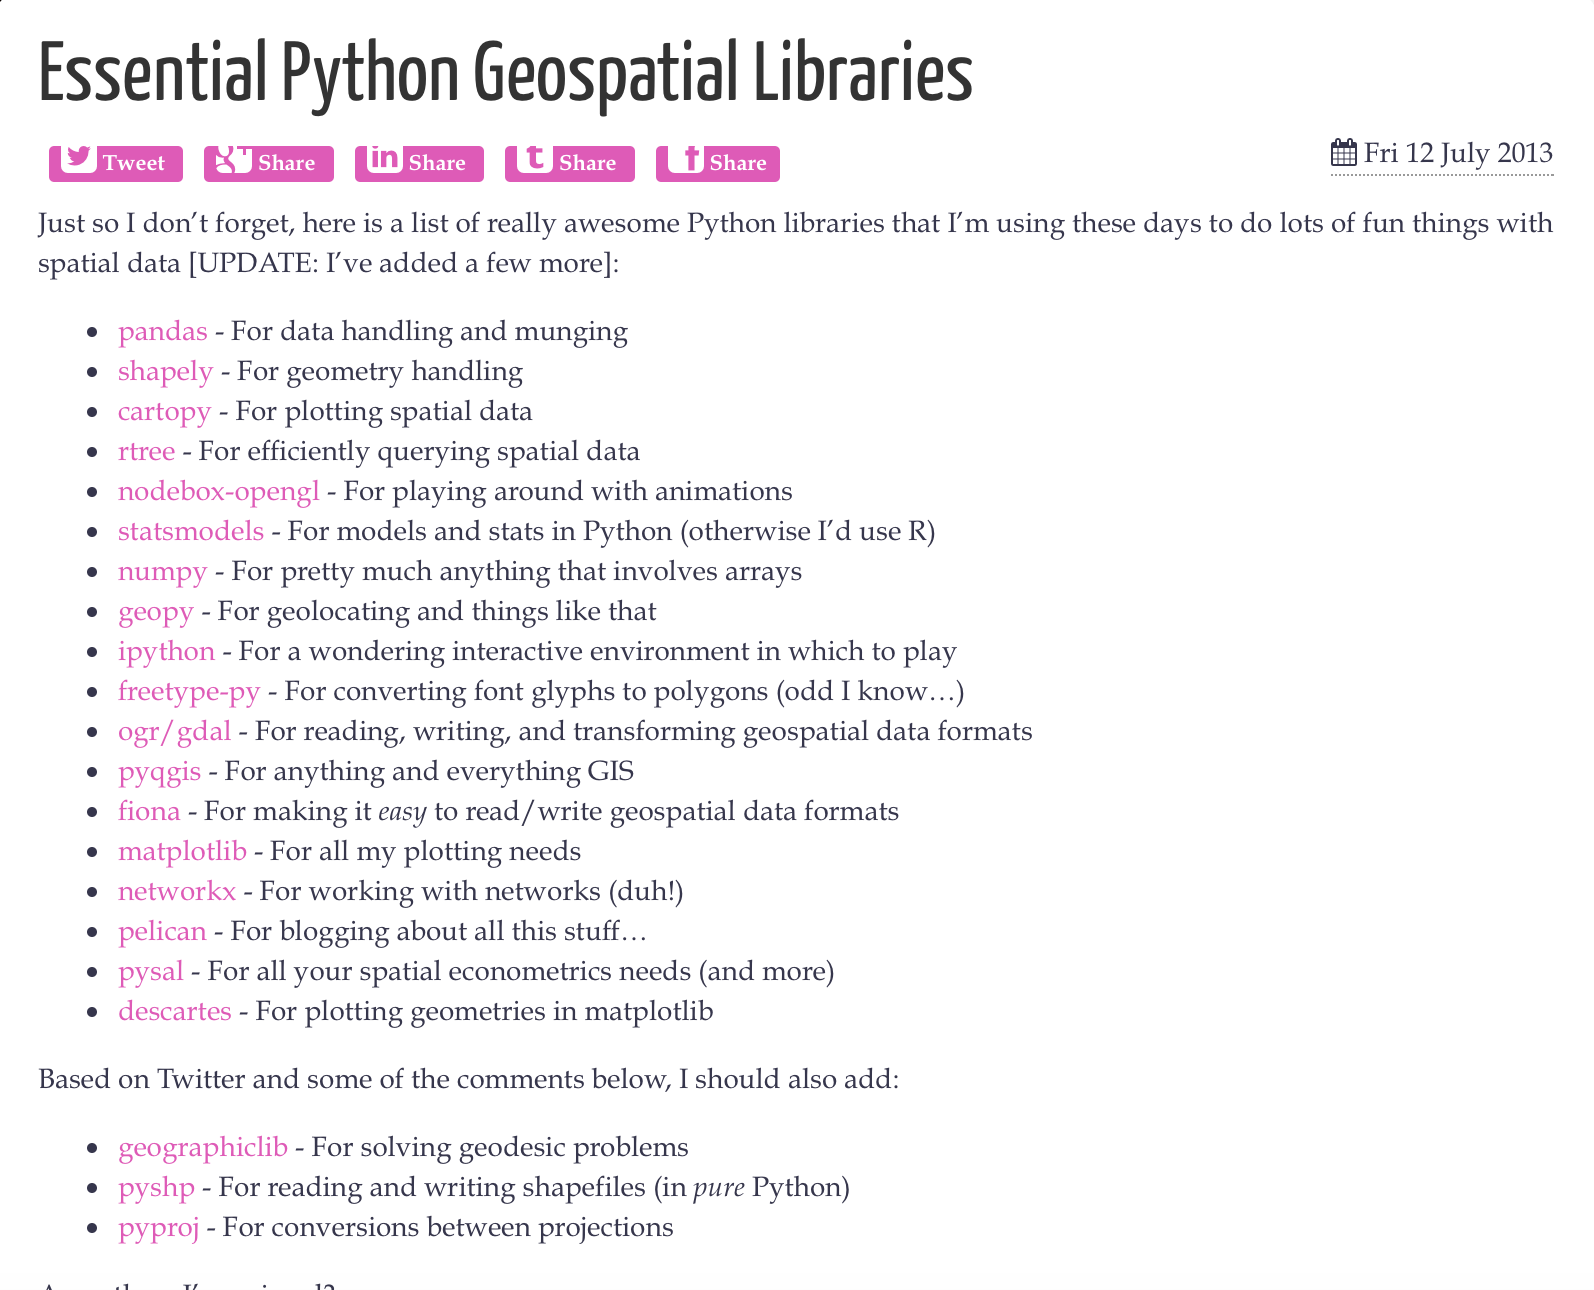 Essential Python Geospatial Libraries
Tweet Share Share Share Share
Fri 12 July 2013
Just so I don’t forget, here is a list of really awesome Python libraries that I’m using these days to do lots of fun things with
spatial data [UPDATE: I’ve added a few more]:
• pandas - For data handling and munging
• shapely - For geometry handling
• cartopy - For plotting spatial data
• rtree - For efficiently querying spatial data
• nodebox-opengl - For playing around with animations
• statsmodels - For models and stats in Python (otherwise I’d use R)
• numpy - For pretty much anything that involves arrays
• geopy - For geolocating and things like that
• ipython - For a wondering interactive environment in which to play
• freetype-py - For converting font glyphs to polygons (odd I know…)
• ogr/gdal - For reading, writing, and transforming geospatial data formats
• pyqgis - For anything and everything GIS
• fiona - For making it easy to read/write geospatial data formats
• matplotlib - For all my plotting needs
• networkx - For working with networks (duh!)
• pelican - For blogging about all this stuff…
• pysal - For all your spatial econometrics needs (and more)
• descartes - For plotting geometries in matplotlib
Based on Twitter and some of the comments below, I should also add:
• geographiclib - For solving geodesic problems
• pyshp - For reading and writing shapefiles (in pure Python)
• pyproj - For conversions between projections